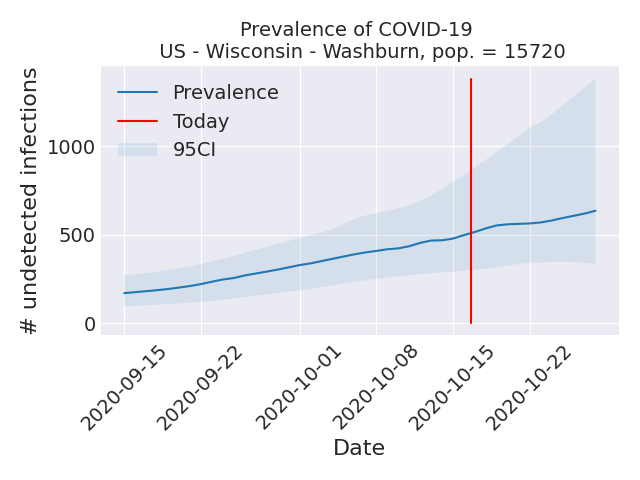 Prevalence of COVID-19
US - Wisconsin - Washburn, pop. = 15720
# undetected infections
1000
500
0
Prevalence
Today
95CI
2020-09-15
2020-09-22
2020-10-01
2020-10-08
2020-10-15
2020-10-22
Date